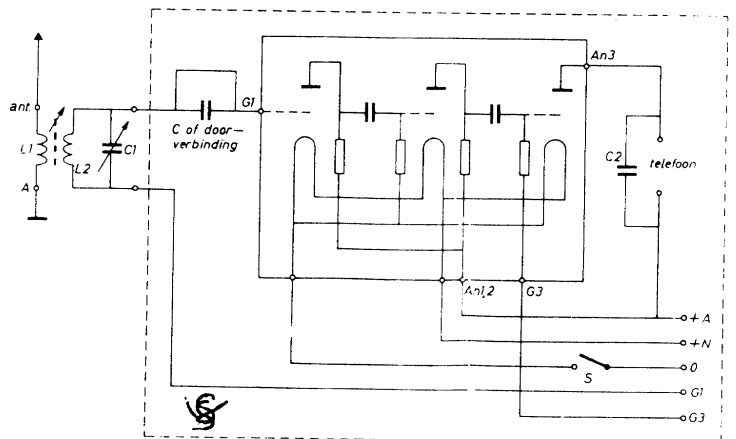 An3
G1
ant.
C of door-
verbinding
L1
L2
C1
C2
telefoon
A
An1,2
G3
+A
+N
S
0
G1
G3